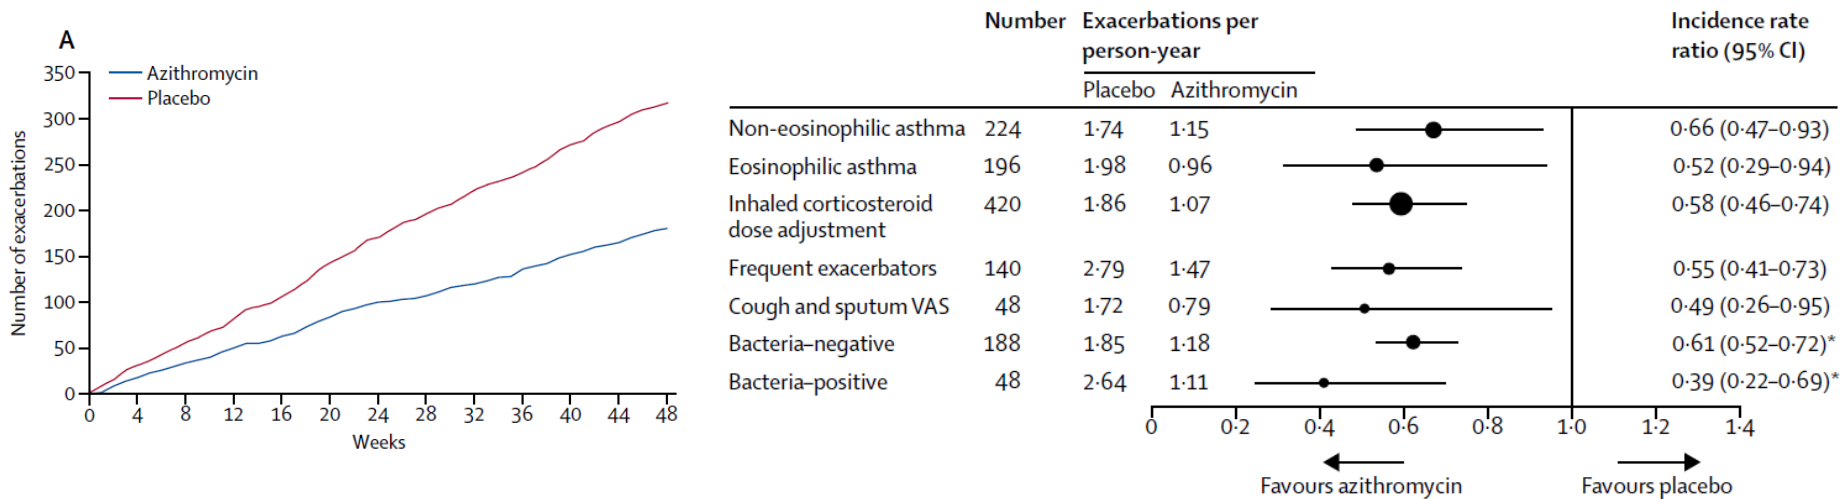 A
Azithromycin
Placebo
350
300
250
200
150
100
50
0
Number of exacerbations
0 4 8 12 16 20 24 28 32 36 40 44 48
Weeks
Number Exacerbations per person-year Incidence rate ratio (95% CI)
Placebo Azithromycin
Non-eosinophilic asthma 224 1·74 1·15 0·66 (0·47–0·93)
Eosinophilic asthma 196 1·98 0·96 0·52 (0·29–0·94)
Inhaled corticosteroid 420 1·86 1·07 0·58 (0·46–0·74)
dose adjustment
Frequent exacerbators 140 2·79 1·47 0·55 (0·41–0·73)
Cough and sputum VAS 48 1·72 0·79 0·49 (0·26–0·95)
Bacteria–negative 188 1·85 1·18 0·61 (0·52–0·72)*
Bacteria–positive 48 2·64 1·11 0·39 (0·22–0·69)*
0 0·2 0·4 0·6 0·8 1·0 1·2 1·4
Favours azithromycin Favours placebo